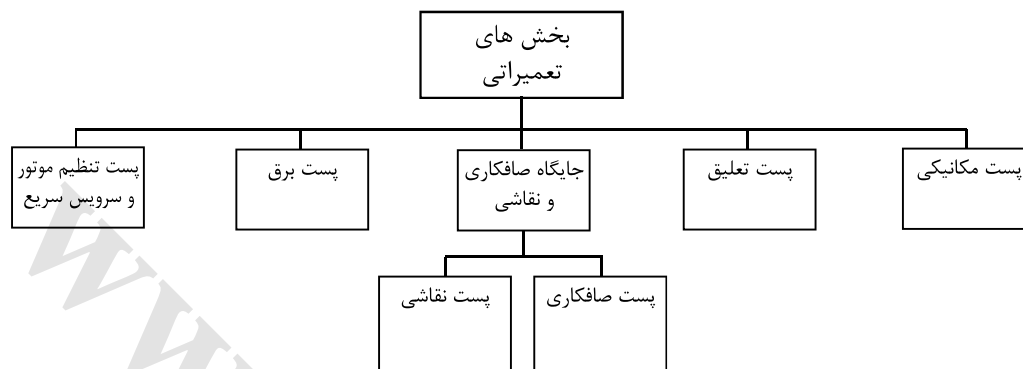 بخش های
تعمیراتی
پست مکانیکی
پست تعلیق
جایگاه صافکاری
و نقاشی
پست برق
پست تنظیم موتور
و سرویس سریع
پست صافکاری
پست نقاشی
WW